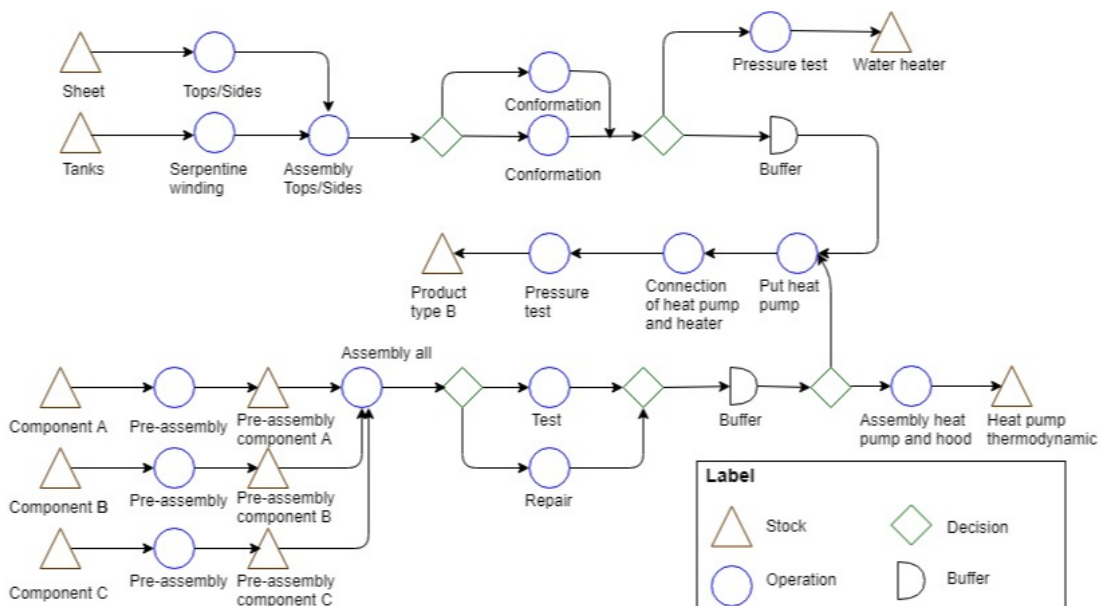 Sheet
Tops/Sides
Conformation
Pressure test
Water heater
Tanks
Serpentine
winding
Assembly
Tops/Sides
Conformation
Buffer
Product
type B
Pressure
test
Connection
of heat pump
and heater
Put heat
pump
Assembly all
Component A
Pre-assembly
Pre-assembly
component A
Test
Buffer
Assembly heat
pump and hood
Heat pump
thermodynamic
Component B
Pre-assembly
Pre-assembly
component B
Repair
Component C
Pre-assembly
Pre-assembly
component C
Label
Stock
Decision
Operation
Buffer